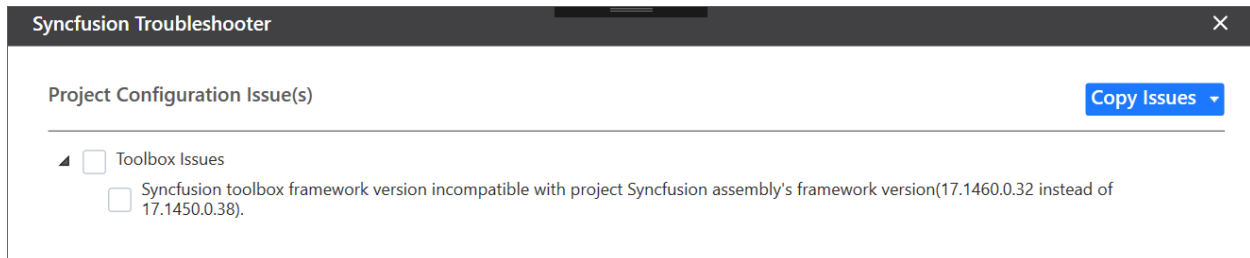 Syncfusion Troubleshooter
Project Configuration Issue(s)
Copy Issues
Toolbox Issues
Syncfusion toolbox framework version incompatible with project Syncfusion assembly's framework version(17.1460.0.32 instead of
17.1450.0.38).